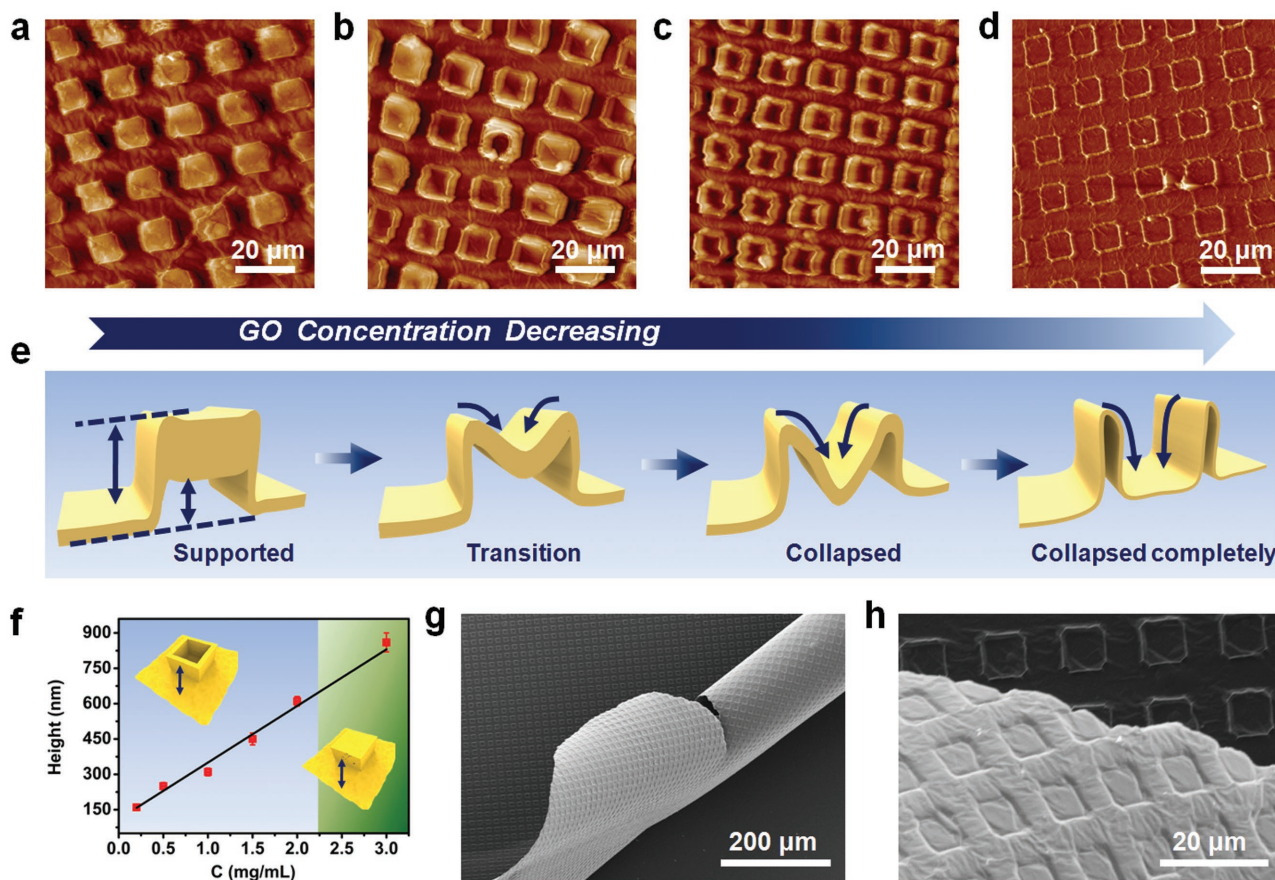 a
b
c
d
20 µm
20 µm
20 µm
20 µm
GO Concentration Decreasing
e
Supported
Transition
Collapsed
Collapsed completely
f
900
750
600
450
300
150
Height (nm)
0.0 0.5 1.0 1.5 2.0 2.5 3.0
C (mg/mL)
g
200 µm
h
20 µm